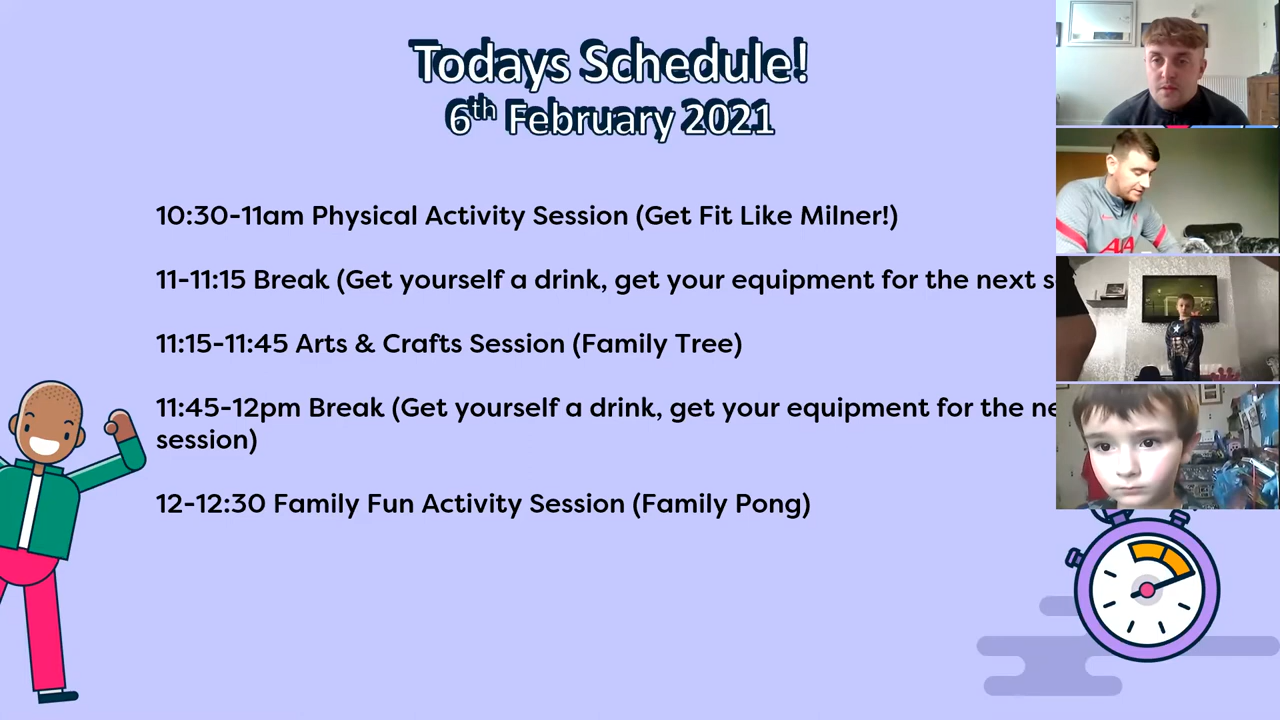 Todays Schedule!
6th February 2021
10:30-11am Physical Activity Session (Get Fit Like Milner!)
11-11:15 Break (Get yourself a drink, get your equipment for the next
11:15-11:45 Arts & Crafts Session (Family Tree)
11:45-12pm Break (Get yourself a drink, get your equipment for the
session)
12-12:30 Family Fun Activity Session (Family Pong)